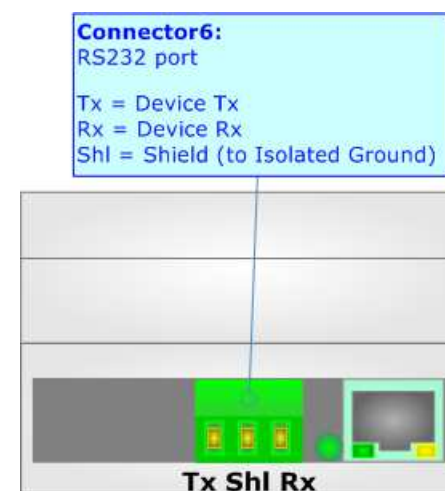 Connector6:
RS232 port
Tx = Device Tx
Rx = Device Rx
Shl = Shield (to Isolated Ground)
Tx Shl Rx